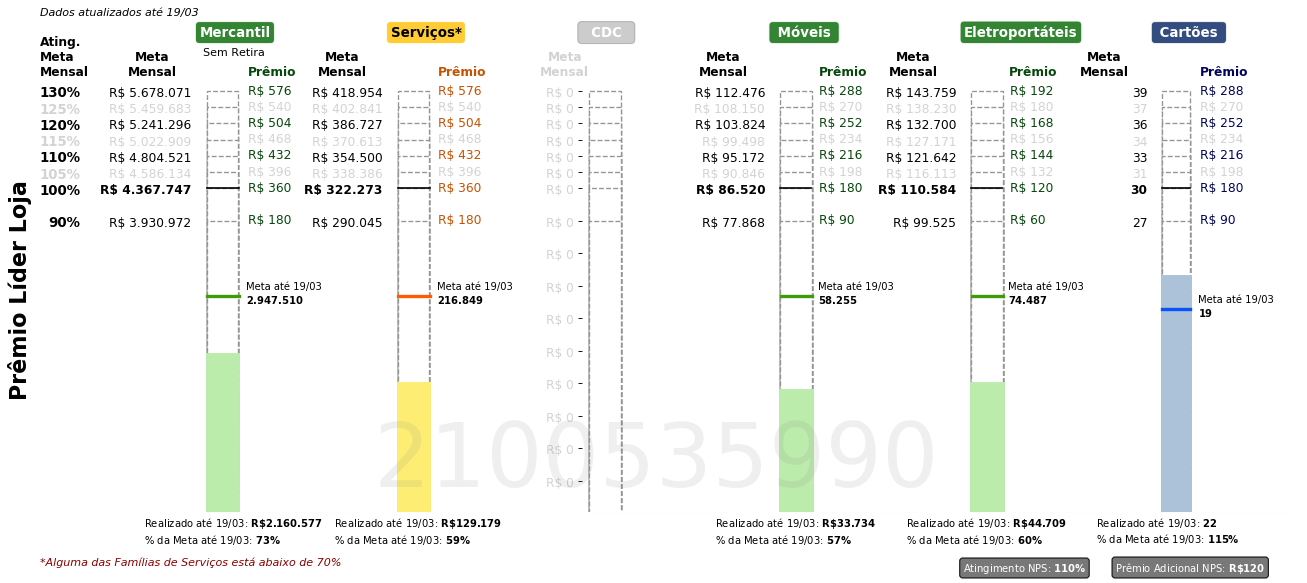 Dados atualizados até 19/03
Prêmio Líder Loja
Mercantil Serviços* CDC Móveis Eletroportáteis Cartões
Sem Retira
Ating. Meta Mensal
Meta Mensal Prêmio Meta Mensal Prêmio Meta Mensal Meta Mensal Prêmio Meta Mensal Prêmio Meta Mensal Prêmio
130% R$ 5.678.071 R$ 576 R$ 418.954 R$ 576 R$ 0 R$ 112.476 R$ 288 R$ 143.759 R$ 192 39 R$ 288
125% R$ 5.459.683 R$ 540 R$ 402.841 R$ 540 R$ 0 R$ 108.150 R$ 270 R$ 138.230 R$ 180 37 R$ 270
120% R$ 5.241.296 R$ 504 R$ 386.727 R$ 504 R$ 0 R$ 103.824 R$ 252 R$ 132.700 R$ 168 36 R$ 252
115% R$ 5.022.909 R$ 468 R$ 370.613 R$ 468 R$ 0 R$ 99.498 R$ 234 R$ 127.171 R$ 156 34 R$ 234
110% R$ 4.804.521 R$ 432 R$ 354.500 R$ 432 R$ 0 R$ 95.172 R$ 216 R$ 121.642 R$ 144 33 R$ 216
105% R$ 4.586.134 R$ 396 R$ 338.386 R$ 396 R$ 0 R$ 90.846 R$ 198 R$ 116.113 R$ 132 31 R$ 198
100% R$ 4.367.747 R$ 360 R$ 322.273 R$ 360 R$ 0 R$ 86.520 R$ 180 R$ 110.584 R$ 120 30 R$ 180
90% R$ 3.930.972 R$ 180 R$ 290.045 R$ 180 R$ 0 R$ 77.868 R$ 90 R$ 99.525 R$ 60 27 R$ 90
R$ 0
Meta até 19/03 Meta até 19/03 R$ 0 Meta até 19/03 Meta até 19/03 Meta até 19/03
2.947.510 216.849 58.255 74.487 19
R$ 0
R$ 0
R$ 0
R$ 0
R$ 0
R$ 0
2100535990
Realizado até 19/03: R$2.160.577 Realizado até 19/03: R$129.179 Realizado até 19/03: R$33.734 Realizado até 19/03: R$44.709 Realizado até 19/03: 22
% da Meta até 19/03: 73% % da Meta até 19/03: 59% % da Meta até 19/03: 57% % da Meta até 19/03: 60% % da Meta até 19/03: 115%
*Alguma das Famílias de Serviços está abaixo de 70%
Atingimento NPS: 110% Prêmio Adicional NPS: R$120